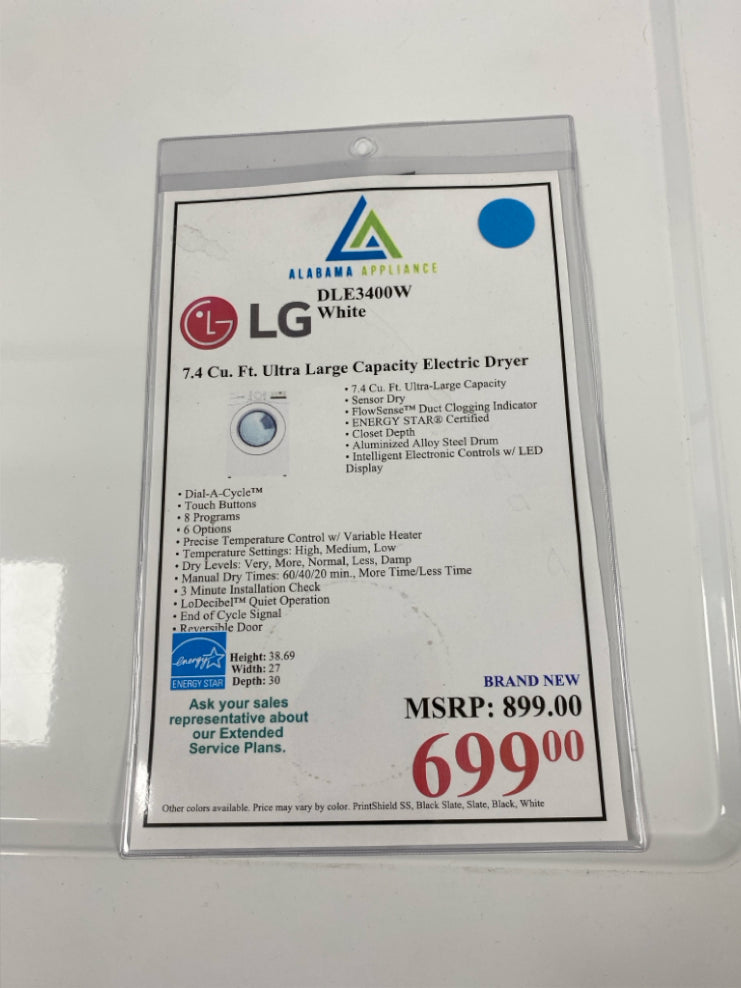 ALABAMA APPLIANCE
LG
DLE3400W
White
7.4 Cu. Ft. Ultra Large Capacity Electric Dryer
• 7.4 Cu. Ft. Ultra-Large Capacity
• Sensor Dry
• FlowSense™ Duct Clogging Indicator
• ENERGY STAR® Certified
• Closet Depth
• Aluminized Alloy Steel Drum
• Intelligent Electronic Controls w/ LED
Display
• Dial-A-Cycle™
• Touch Buttons
• 8 Programs
• 6 Options
• Precise Temperature Control w/ Variable Heater
• Temperature Settings: High, Medium, Low
• Dry Levels: Very, More, Normal, Less, Damp
• Manual Dry Times: 60/40/20 min., More Time/Less Time
• 3 Minute Installation Check
• LoDecibel™ Quiet Operation
• End of Cycle Signal
• Reversible Door
energy
ENERGY STAR
Height: 38.69
Width: 27
Depth: 30
Ask your sales
representative about
our Extended
Service Plans.
BRAND NEW
MSRP: 899.00
699 00
Other colors available. Price may vary by color. PrintShield SS, Black Slate, Slate, Black, White